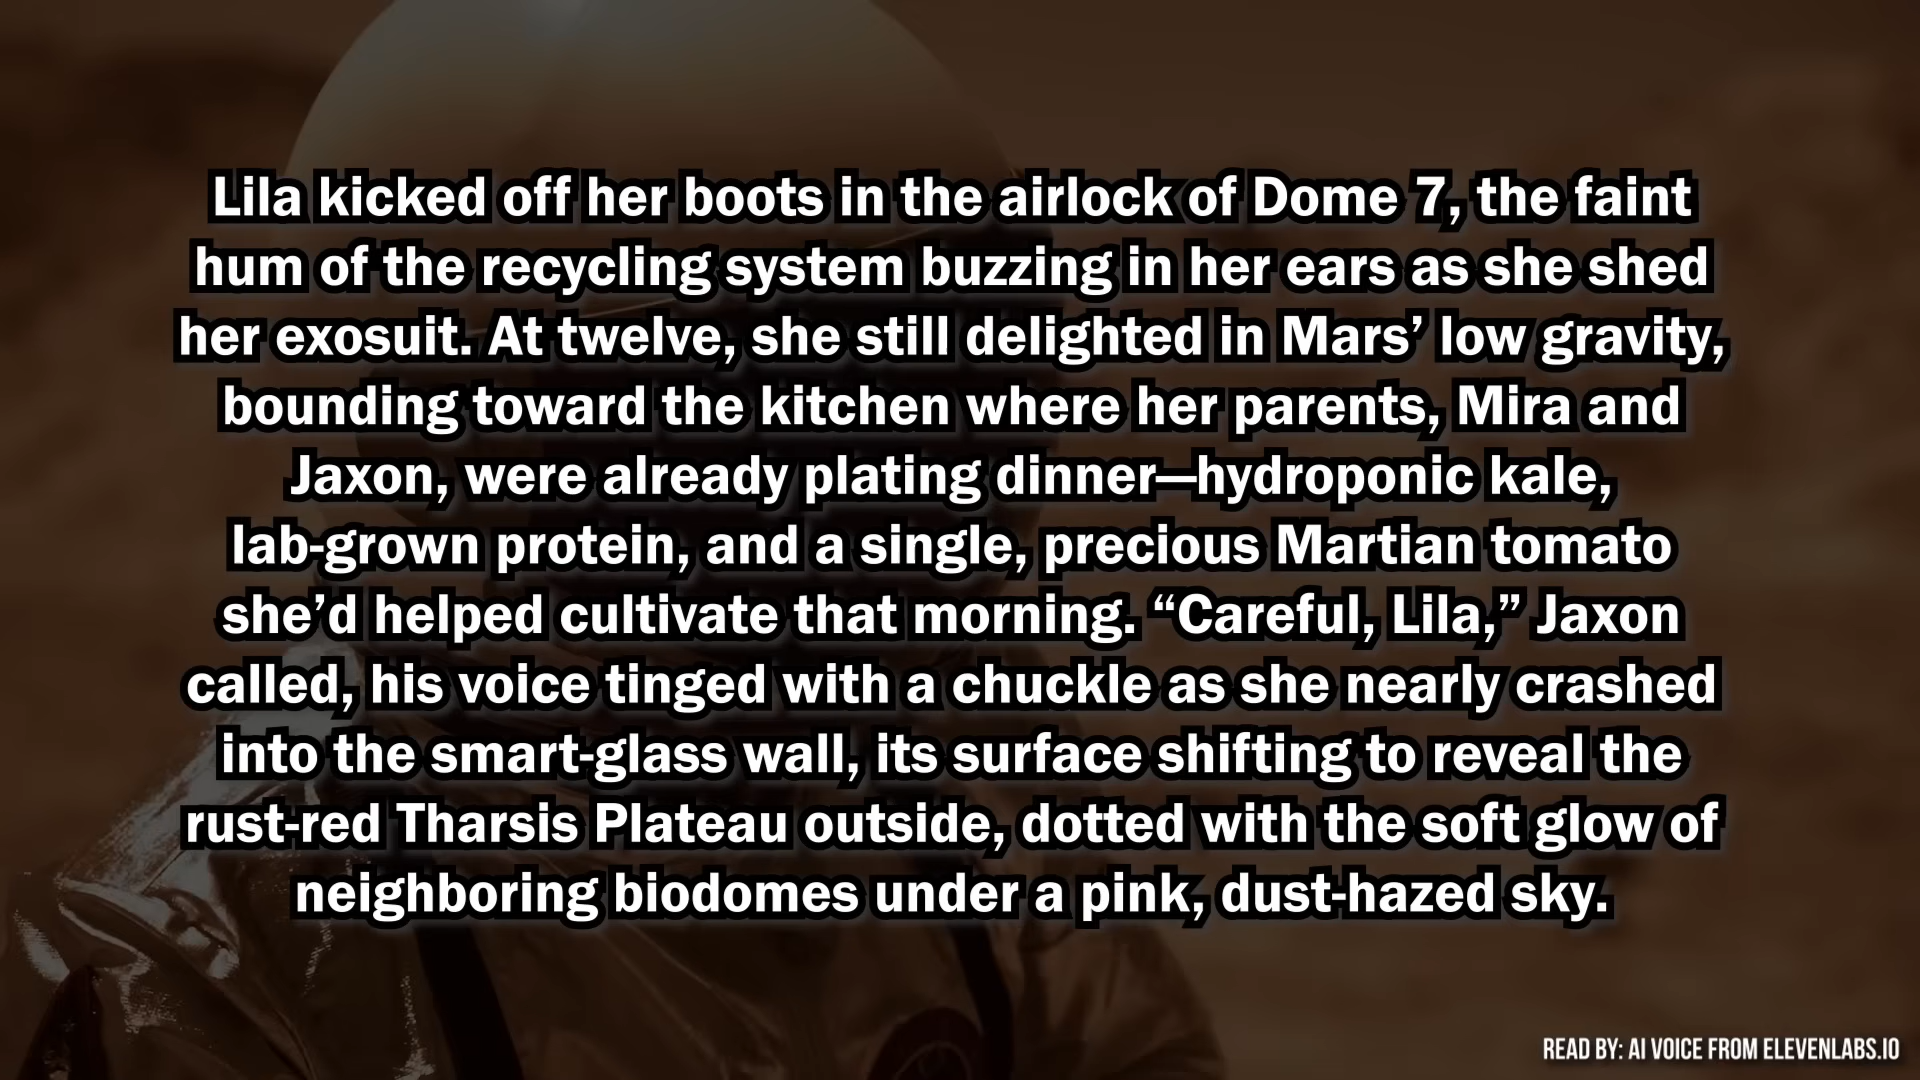 Lila kicked off her boots in the airlock of Dome 7, the faint
hum of the recycling system buzzing in her ears as she shed
her exosuit. At twelve, she still delighted in Mars’ low gravity,
bounding toward the kitchen where her parents, Mira and
Jaxon, were already plating dinner—hydroponic kale,
lab-grown protein, and a single, precious Martian tomato
she’d helped cultivate that morning. “Careful, Lila,” Jaxon
called, his voice tinged with a chuckle as she nearly crashed
into the smart-glass wall, its surface shifting to reveal the
rust-red Tharsis Plateau outside, dotted with the soft glow of
neighboring biodomes under a pink, dust-hazed sky.
READ BY: AI VOICE FROM ELEVENLABS.IO